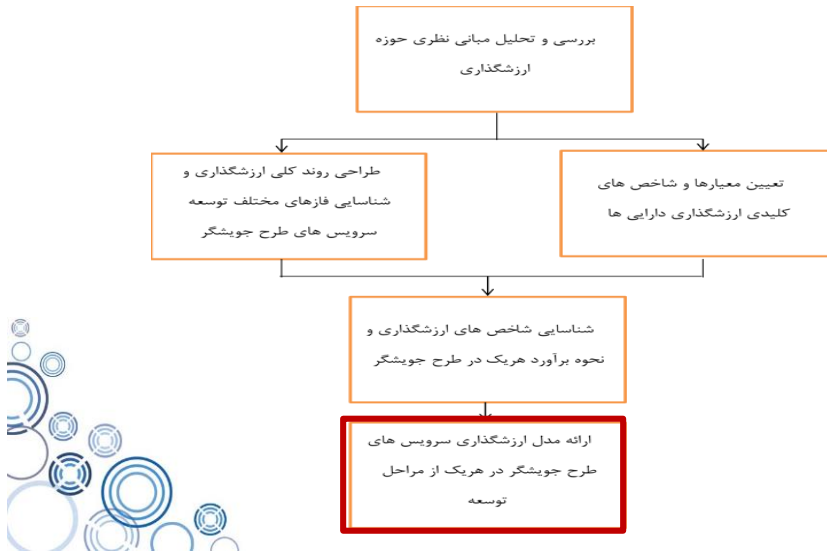 بررسی و تحلیل مبانی نظری حوزه
ارزشگذاری
تعیین معیارها و شاخص های
کلیدی ارزشگذاری دارایی ها
طراحی روند کلی ارزشگذاری و
شناسایی فازهای مختلف توسعه
سرویس های طرح جویشگر
شناسایی شاخص های ارزشگذاری و
نحوه برآورد هریک در طرح جویشگر
ارائه مدل ارزشگذاری سرویس های
طرح جویشگر در هریک از مراحل
توسعه